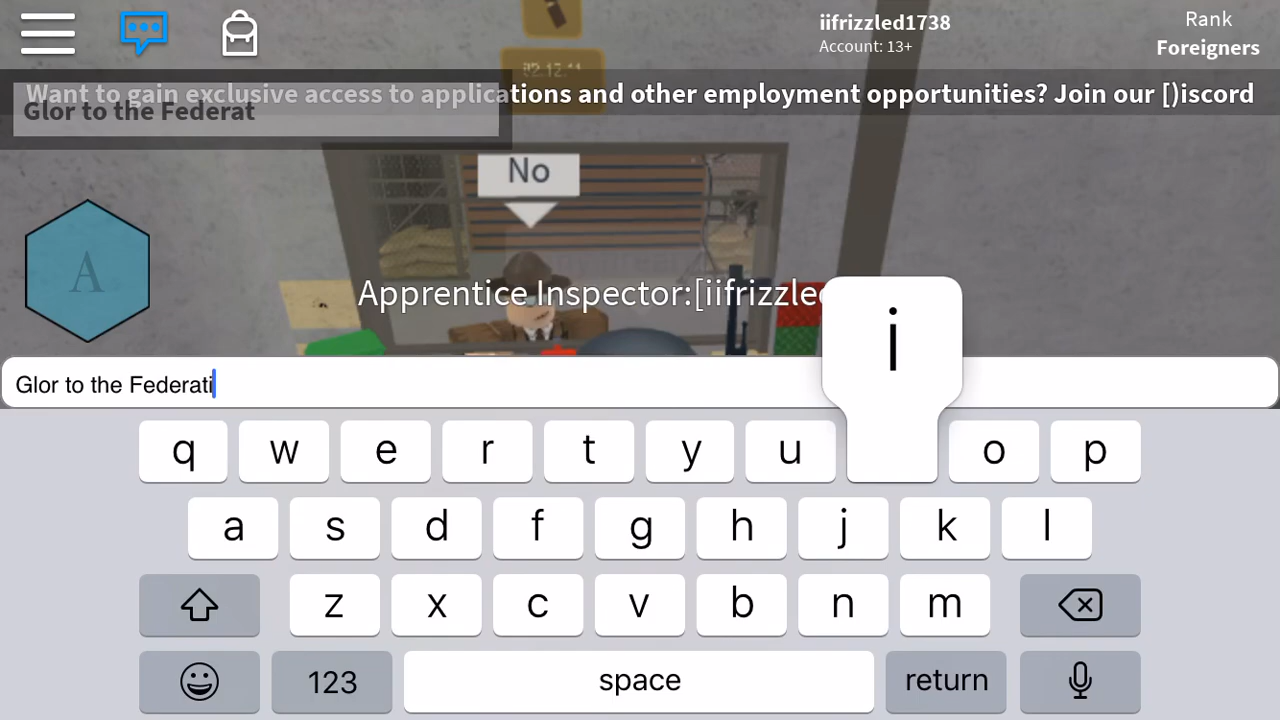 iifrizzled1738
Account: 13+
Rank
Foreigners
Want to gain exclusive access to applications and other employment opportunities? Join our [)iscord
Glor to the Federat
No
A
Apprentice Inspector:[iifrizzled
Glor to the Federati
i
q w e r t y u o p
a s d f g h j k l
z x c v b n m
123 space return